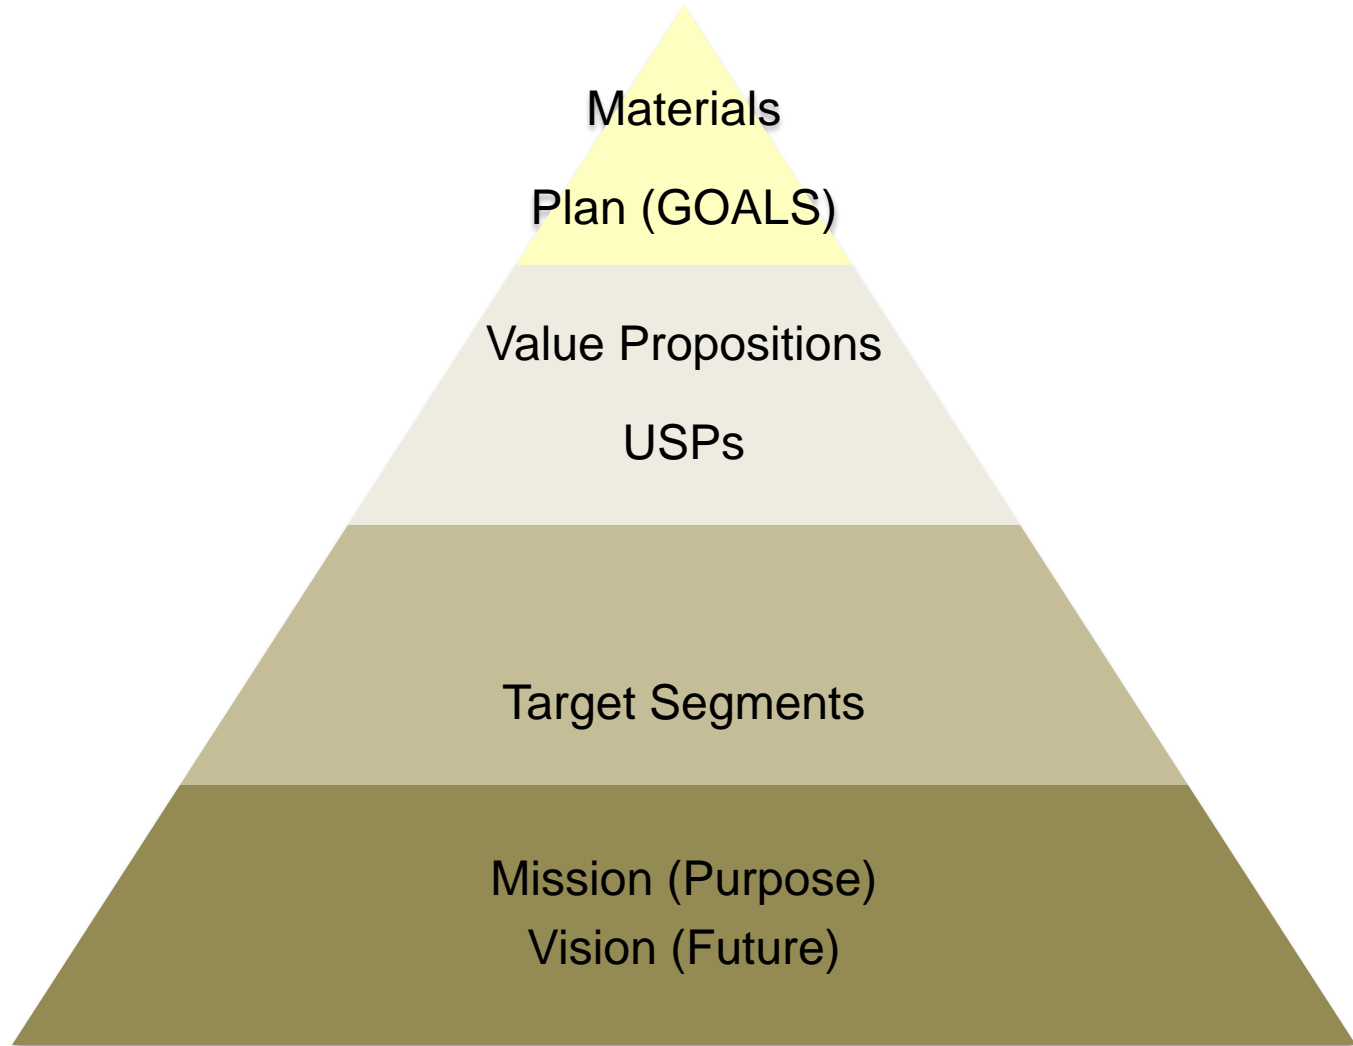 Materials
Plan (GOALS)
Value Propositions
USPs
Target Segments
Mission (Purpose)
Vision (Future)